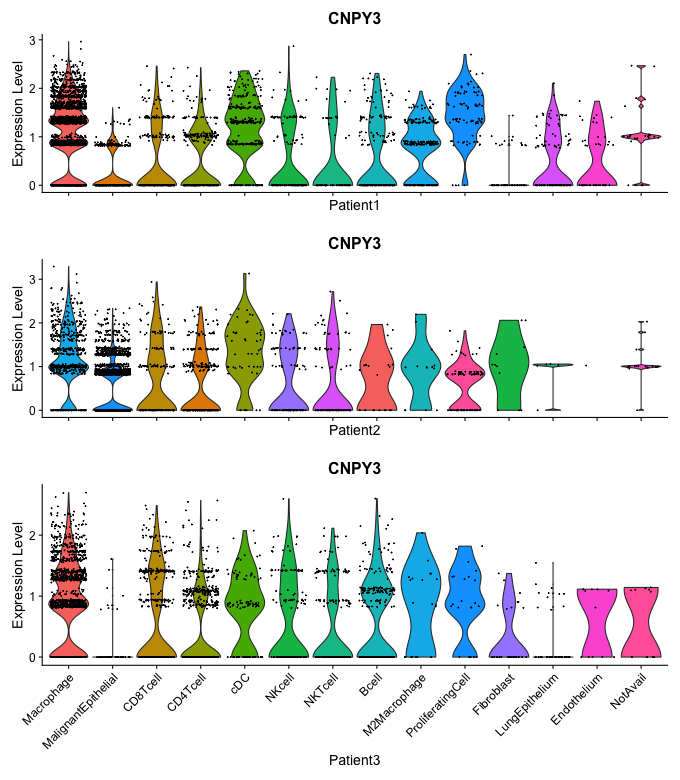 CNPY3
Expression Level
3
2
1
0
Patient1
CNPY3
Expression Level
3
2
1
0
Patient2
CNPY3
Expression Level
2
1
0
Macrophage
MalignantEpithelial
CD8Tcell
CD4Tcell
cDC
NKcell
NKTcell
Bcell
M2Macrophage
ProliferatingCell
Fibroblast
LungEpithelium
Endothelium
NotAvail
Patient3